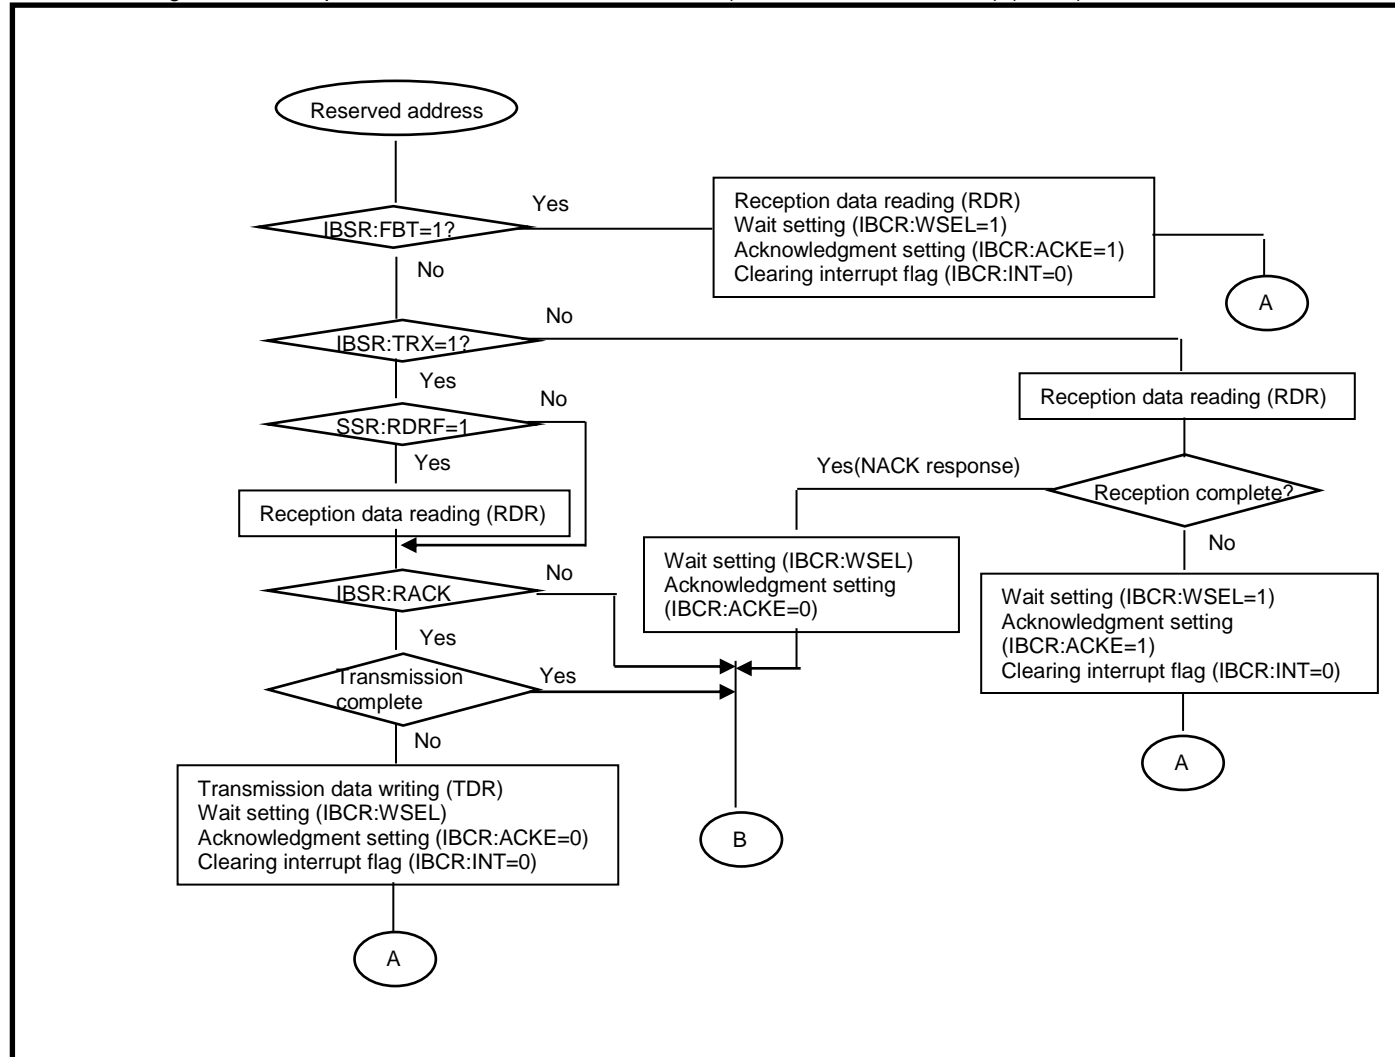 Reserved address
Yes
Reception data reading (RDR)
Wait setting (IBCR:WSEL=1)
Acknowledgment setting (IBCR:ACKE=1)
Clearing interrupt flag (IBCR:INT=0)
IBSR:FBT=1?
No
A
No
IBSR:TRX=1?
Yes
Reception data reading (RDR)
No
SSR:RDRF=1
Yes
Yes(NACK response)
Reception complete?
Reception data reading (RDR)
No
Wait setting (IBCR:WSEL)
Acknowledgment setting
(IBCR:ACKE=0)
No
IBSR:RACK
Wait setting (IBCR:WSEL=1)
Acknowledgment setting
(IBCR:ACKE=1)
Clearing interrupt flag (IBCR:INT=0)
Yes
Transmission
complete
Yes
No
A
Transmission data writing (TDR)
Wait setting (IBCR:WSEL)
Acknowledgment setting (IBCR:ACKE=0)
Clearing interrupt flag (IBCR:INT=0)
B
A